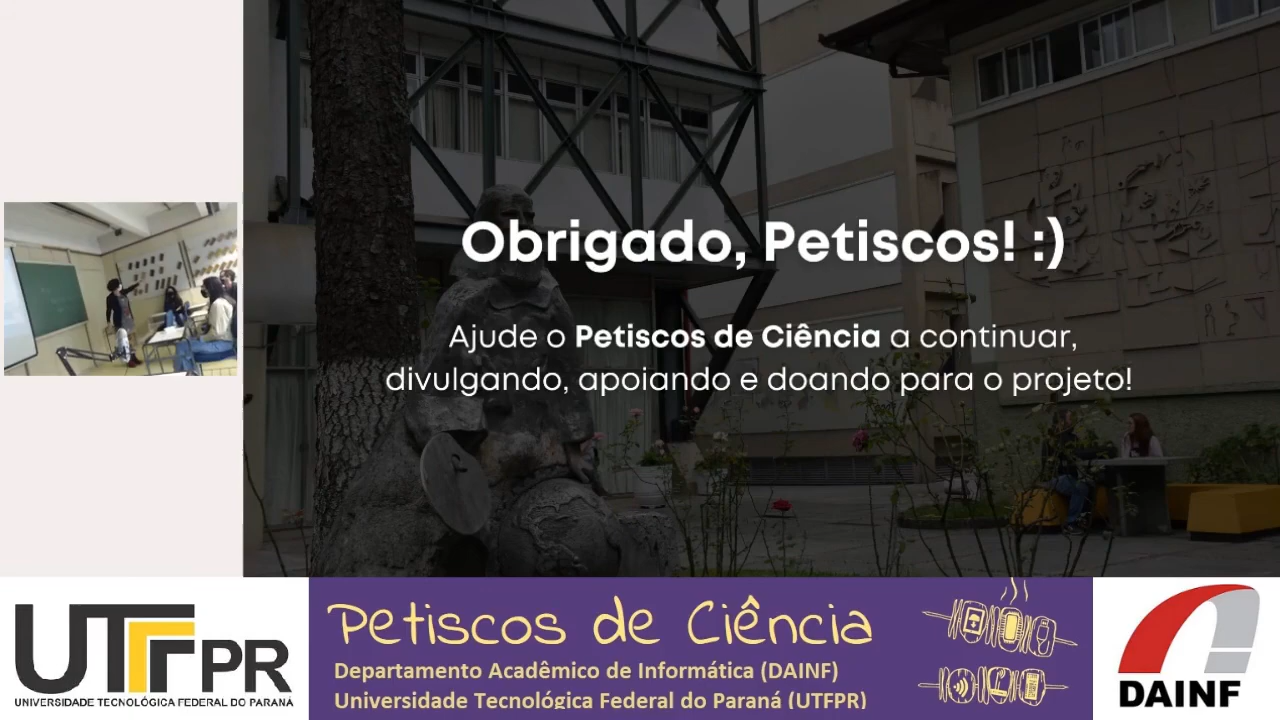 Obrigado, Petiscos! :)
Ajude o Petiscos de Ciência a continuar,
divulgando, apoiando e doando para o projeto!
UTFPR
UNIVERSIDADE TECNOLÓGICA FEDERAL DO PARANÁ
Petiscos de Ciência
Departamento Acadêmico de Informática (DAINF)
Universidade Tecnológica Federal do Paraná (UTFPR)
DAINF